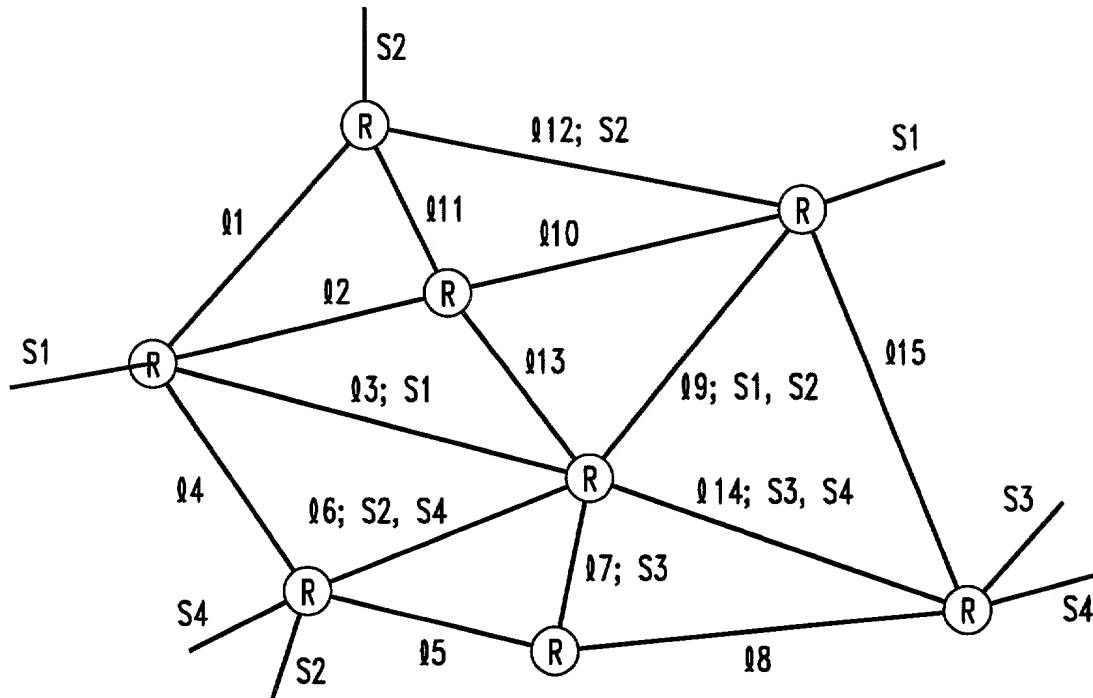 S2
R
ℓ12; S2
S1
R
ℓ1
ℓ11
ℓ10
R
ℓ2
S1
R
ℓ13
ℓ3; S1
ℓ9; S1, S2
ℓ15
R
ℓ4
ℓ6; S2, S4
ℓ14; S3, S4
S3
ℓ7; S3
R
R
S4
S4
S2
ℓ5
R
ℓ8